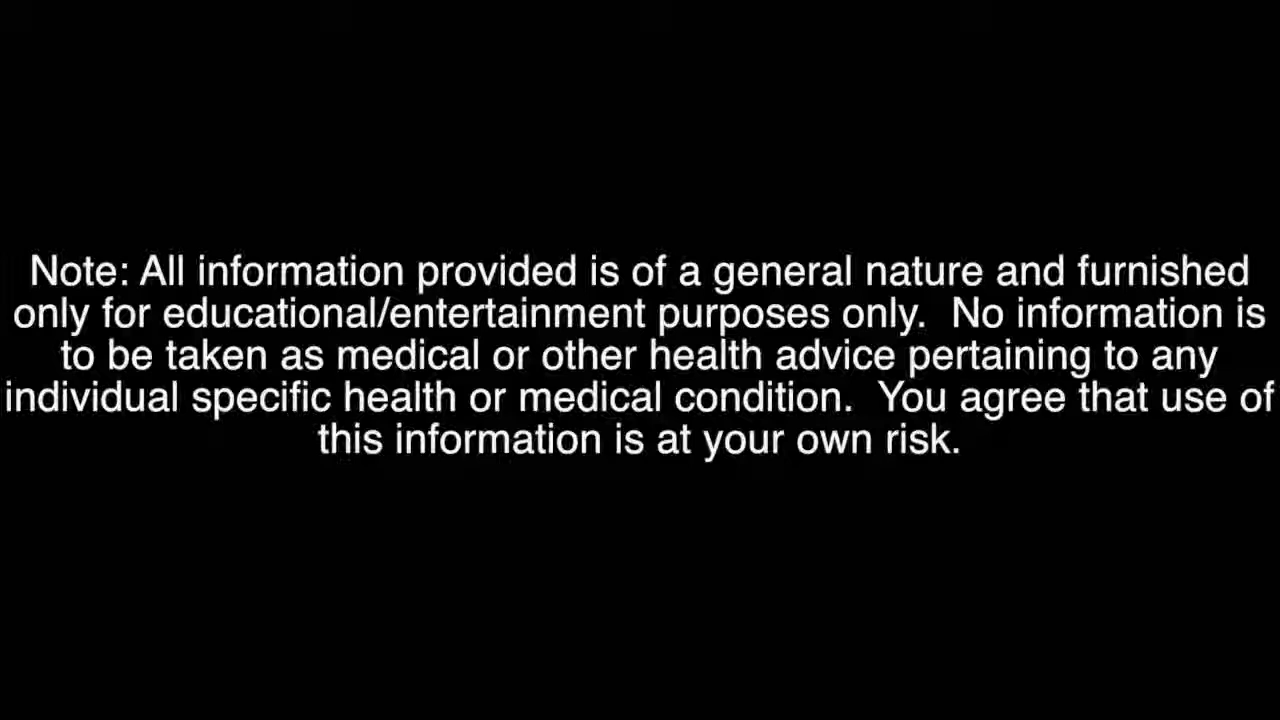 Note: All information provided is of a general nature and furnished
only for educational/entertainment purposes only.  No information is
to be taken as medical or other health advice pertaining to any
individual specific health or medical condition.  You agree that use of
this information is at your own risk.